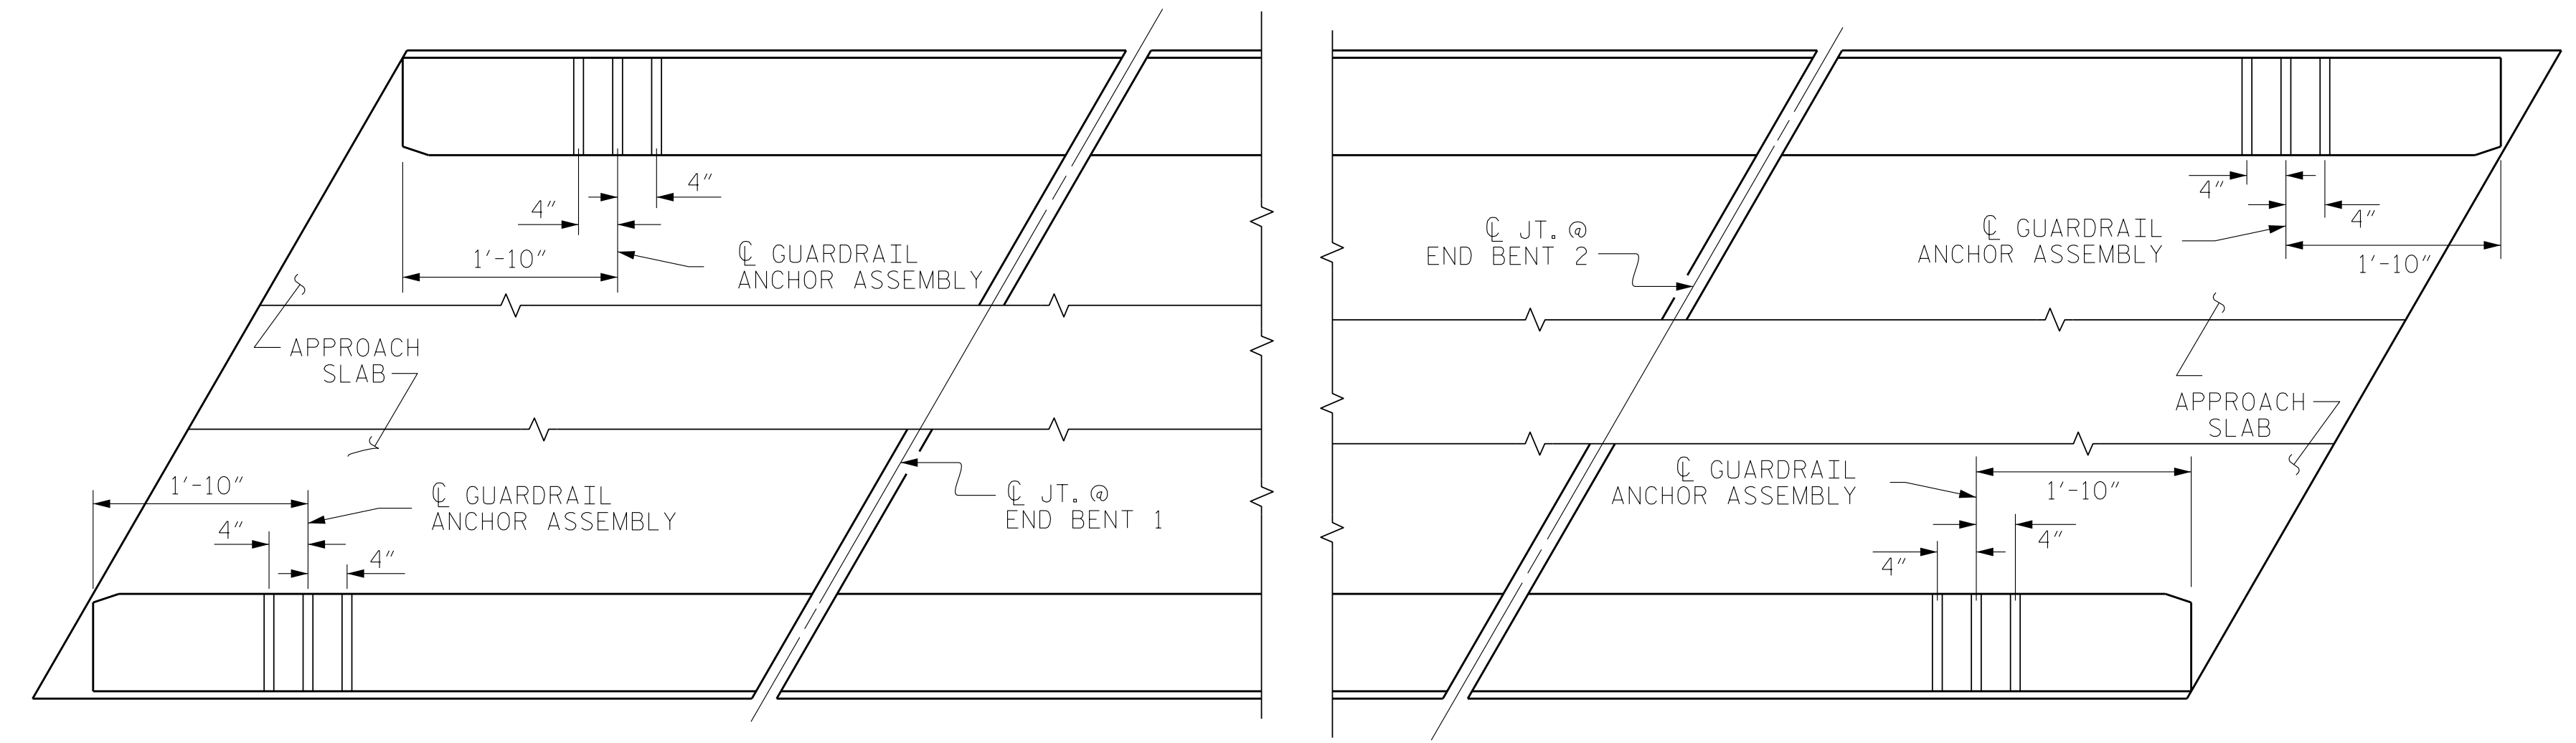 4"
4"
1'-10"
℄ GUARDRAIL
ANCHOR ASSEMBLY
APPROACH
SLAB
1'-10"
4"
4"
℄ GUARDRAIL
ANCHOR ASSEMBLY
℄ JT. @
END BENT 1
℄ JT. @
END BENT 2
4"
4"
1'-10"
℄ GUARDRAIL
ANCHOR ASSEMBLY
APPROACH
SLAB
℄ GUARDRAIL
ANCHOR ASSEMBLY
1'-10"
4"
4"